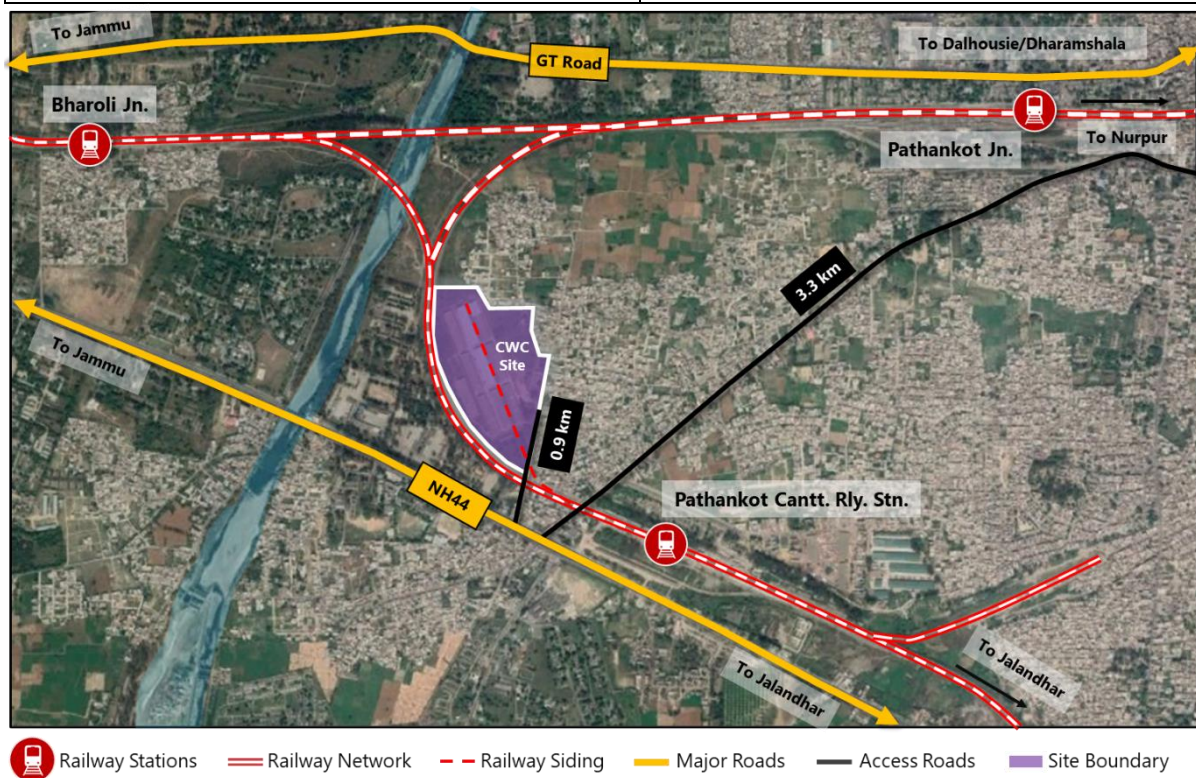 To Jammu
GT Road
To Dalhousie/Dharamshala
Bharoli Jn.
Pathankot Jn.
To Nurpur
3.3 km
CWC
Site
To Jammu
0.9 km
NH44
Pathankot Cantt. Rly. Stn.
To Jalandhar
To Jalandhar
Railway Stations
Railway Network
Railway Siding
Major Roads
Access Roads
Site Boundary